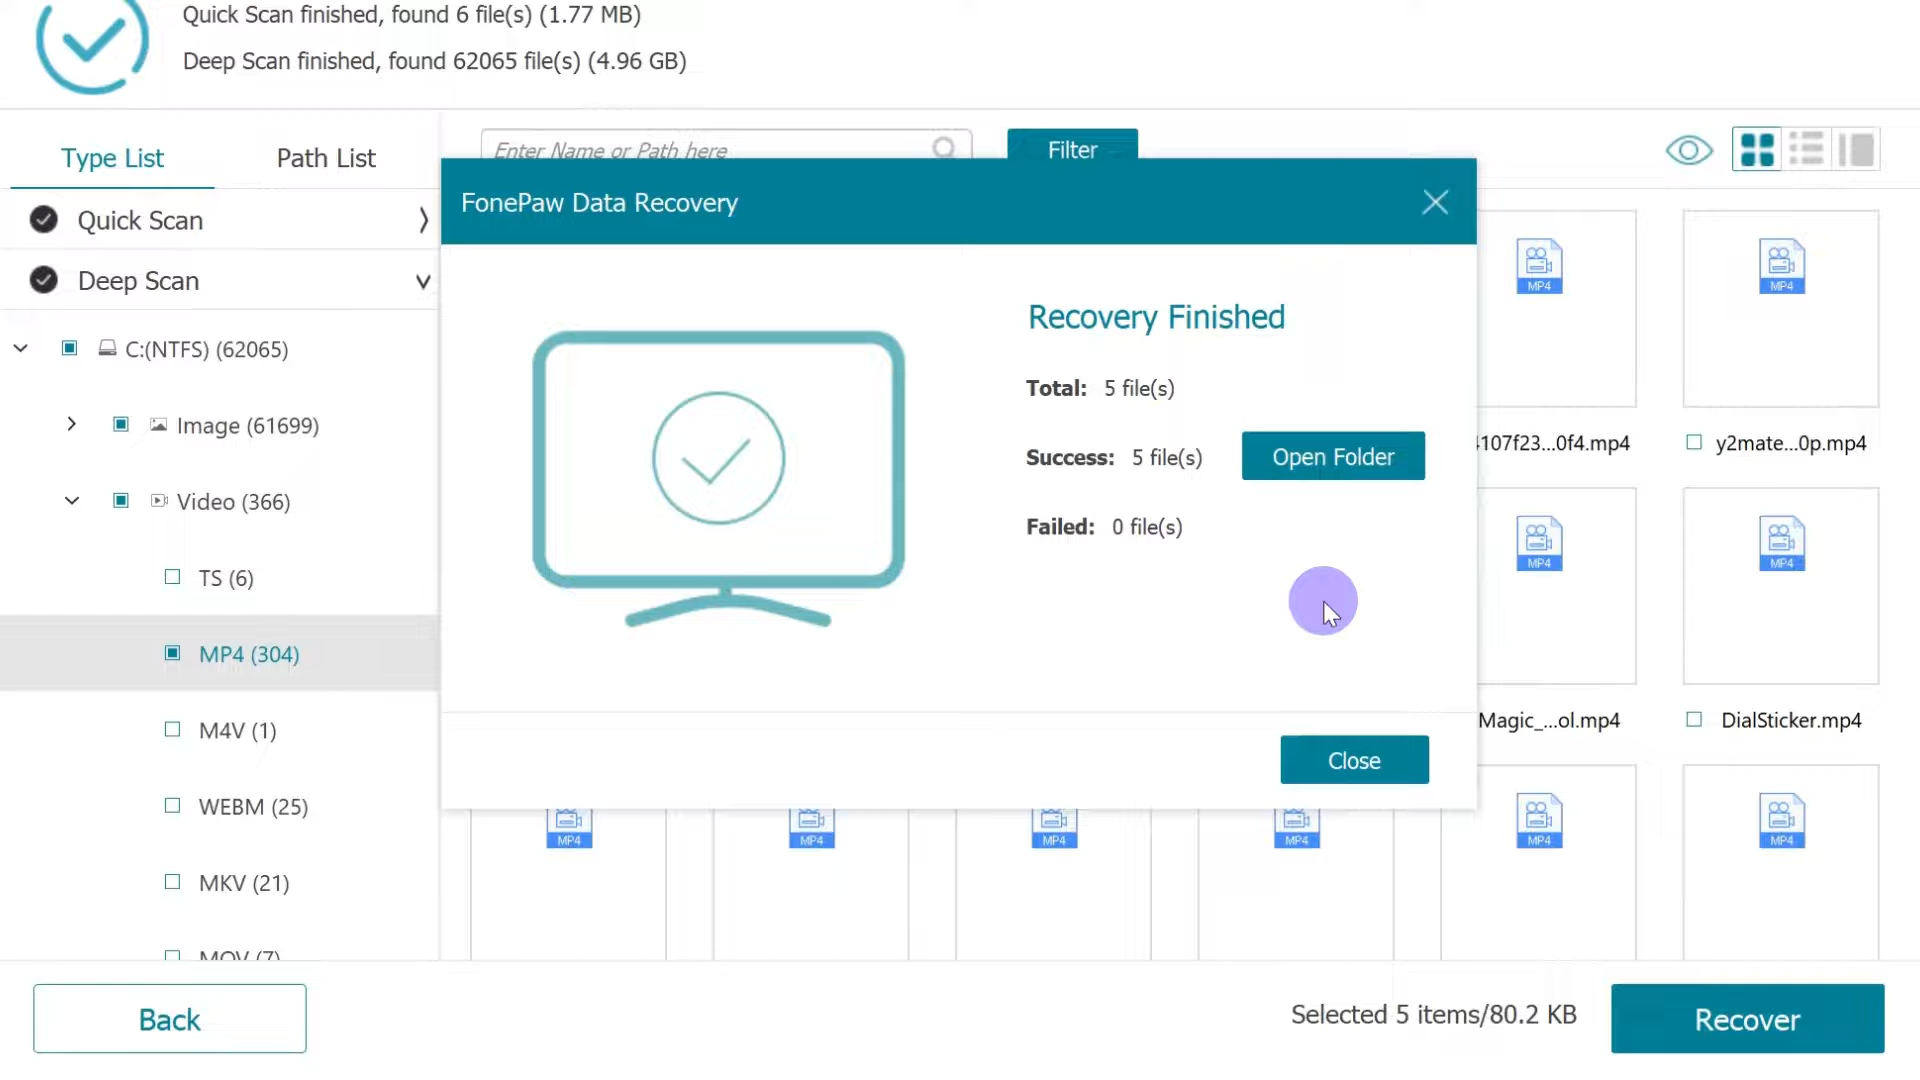 Quick Scan finished, found 6 file(s) (1.77 MB)
Deep Scan finished, found 62065 file(s) (4.96 GB)
Type List
Path List
Enter Name or Path here
Filter
Quick Scan
Deep Scan
C:(NTFS) (62065)
Image (61699)
Video (366)
TS (6)
MP4 (304)
M4V (1)
WEBM (25)
MKV (21)
MOV (7)
FonePaw Data Recovery
Recovery Finished
Total: 5 file(s)
Success: 5 file(s)
Open Folder
Failed: 0 file(s)
Close
MP4
MP4
4107f23...0f4.mp4
y2mate...0p.mp4
MP4
MP4
Magic_...ol.mp4
DialSticker.mp4
MP4
MP4
MP4
MP4
MP4
MP4
Back
Selected 5 items/80.2 KB
Recover